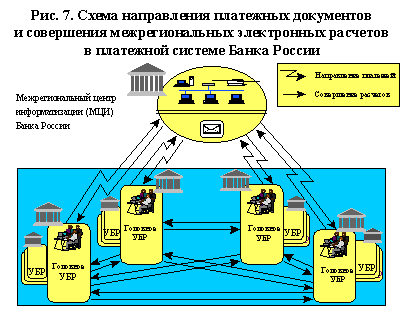 Рис. 7. Схема направления платежных документов
и совершения межрегиональных электронных расчетов
в платежной системе Банка России
Направление платежей
Совершение расчетов
Межрегиональный центр
информатизации (МЦИ)
Банка России
УБР
Головное
УБР
Головное
УБР
УБР
УБР
Головное
УБР
Головное
УБР
УБР